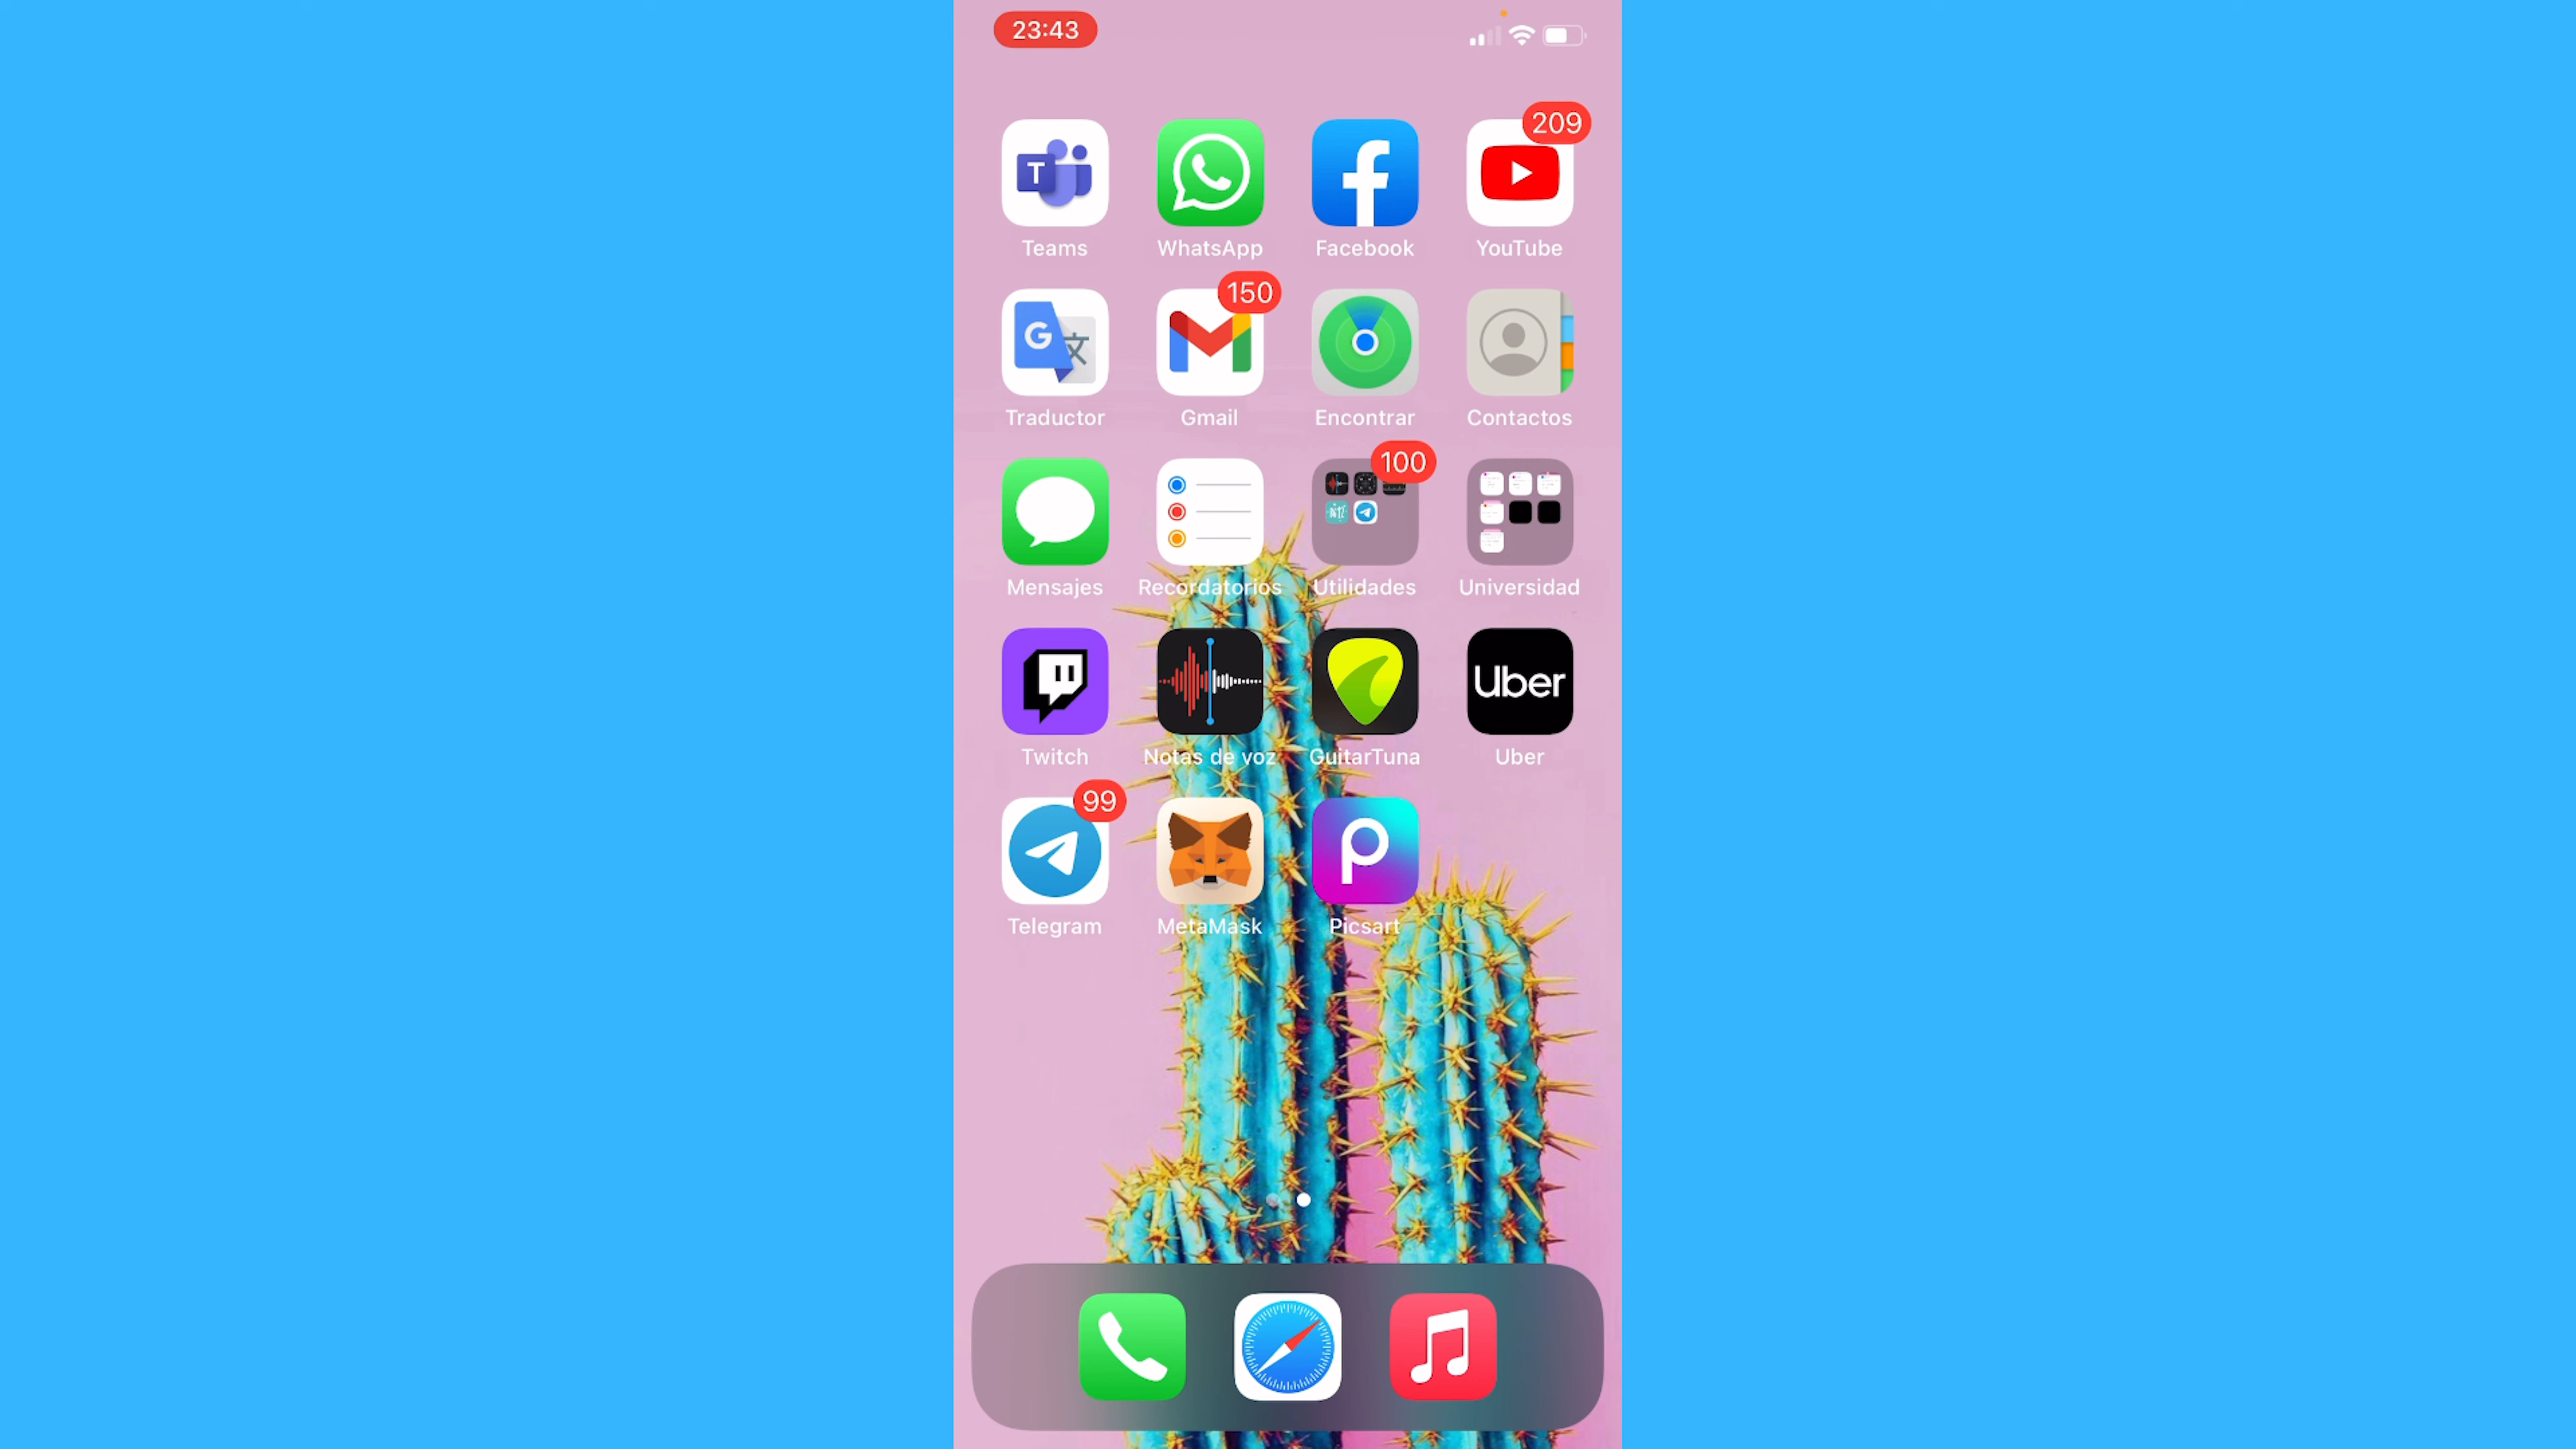 23:43
209
Teams
WhatsApp
Facebook
YouTube
150
Traductor
Gmail
Encontrar
Contactos
100
Mensajes
Recordatorios
Utilidades
Universidad
Uber
Twitch
Notas de voz
GuitarTuna
Uber
99
Telegram
MetaMask
Picsart